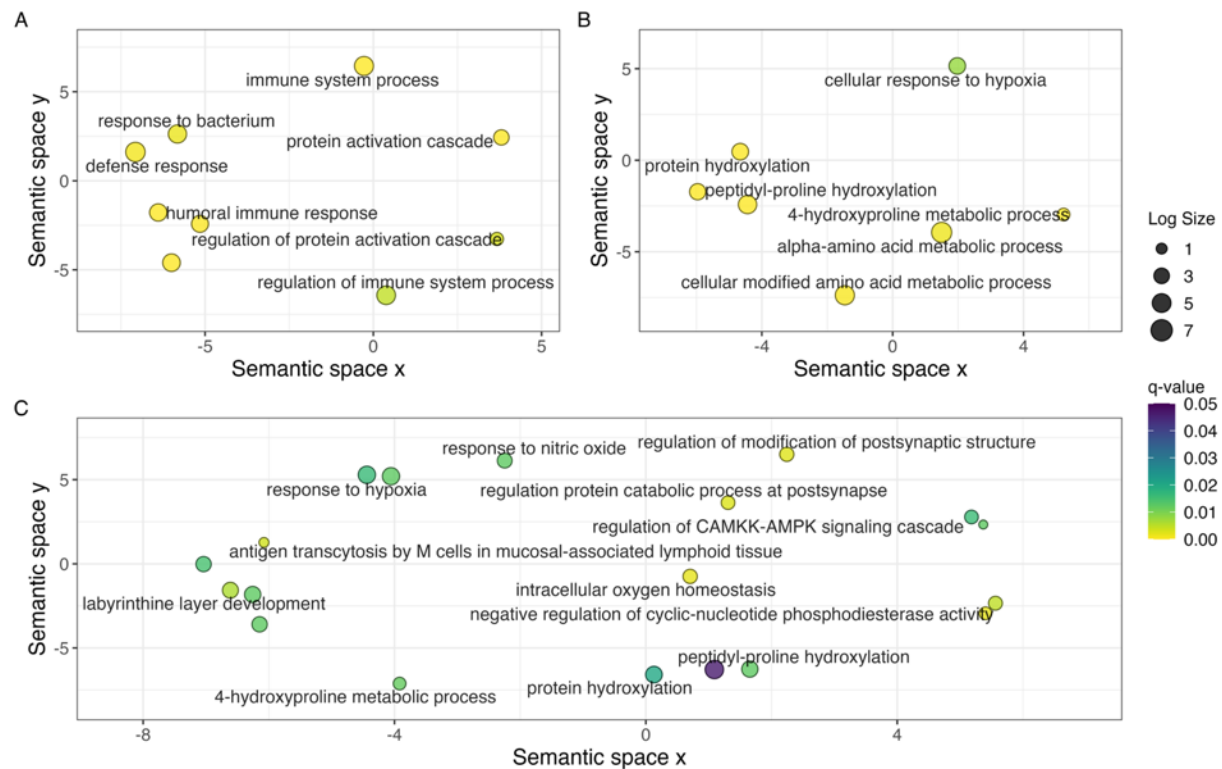 A
B
immune system process
response to bacterium
protein activation cascade
defense response
humoral immune response
regulation of protein activation cascade
regulation of immune system process
5
0
-5
Semantic space y
-5
0
5
Semantic space x
cellular response to hypoxia
protein hydroxylation
peptidyl-proline hydroxylation
4-hydroxyproline metabolic process
alpha-amino acid metabolic process
cellular modified amino acid metabolic process
5
0
-5
Semantic space y
-4
0
4
Semantic space x
Log Size
1
3
5
7
q-value
0.05
0.04
0.03
0.02
0.01
0.00
C
response to nitric oxide
regulation of modification of postsynaptic structure
response to hypoxia
regulation protein catabolic process at postsynapse
regulation of CAMKK-AMPK signaling cascade
antigen transcytosis by M cells in mucosal-associated lymphoid tissue
intracellular oxygen homeostasis
labyrinthine layer development
negative regulation of cyclic-nucleotide phosphodiesterase activity
peptidyl-proline hydroxylation
protein hydroxylation
4-hydroxyproline metabolic process
5
0
-5
Semantic space y
-8
-4
0
4
Semantic space x